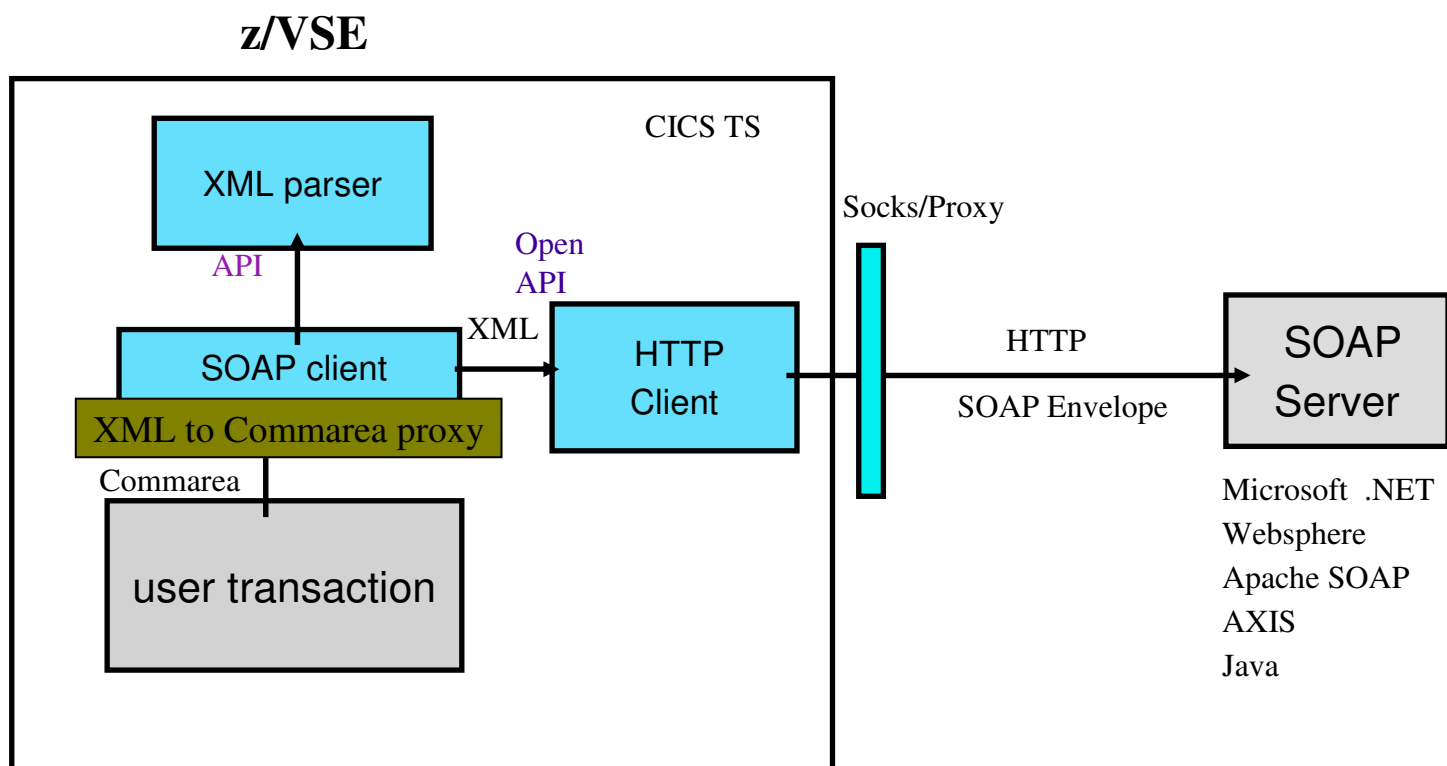 z/VSE
CICS TS
XML parser
Socks/Proxy
API
Open
API
XML
SOAP client
HTTP
Client
HTTP
SOAP Envelope
SOAP
Server
XML to Commarea proxy
Commarea
user transaction
Microsoft .NET
Websphere
Apache SOAP
AXIS
Java